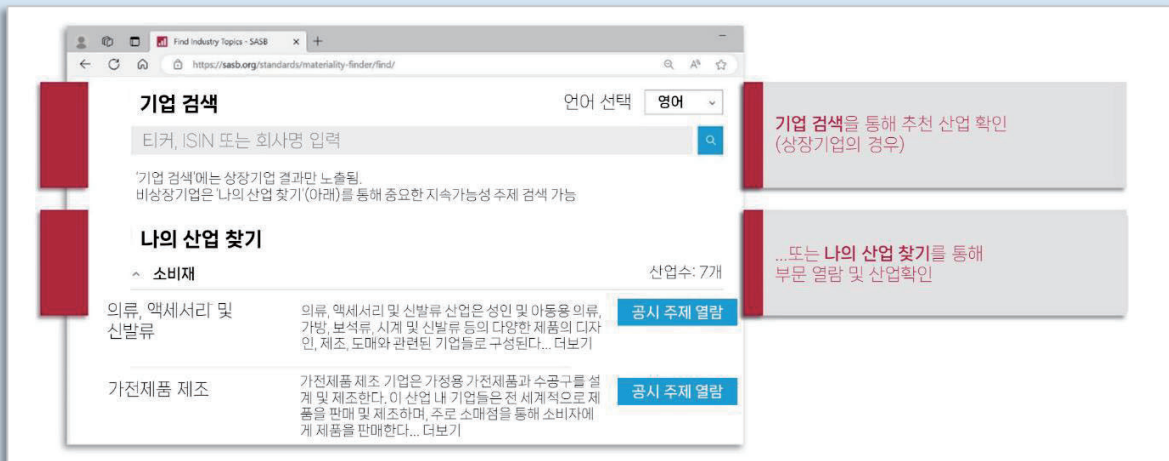 Find Industry Topics - SASB
https://sasb.org/standards/materiality-finder/find/
기업 검색
언어 선택 영어
티커, ISIN 또는 회사명 입력
'기업 검색'에는 상장기업 결과만 노출됨.
비상장기업은 '나의 산업 찾기'(아래)를 통해 중요한 지속가능성 주제 검색 가능
기업 검색을 통해 추천 산업 확인
(상장기업의 경우)
나의 산업 찾기
소비재
산업수: 7개
...또는 나의 산업 찾기를 통해
부문 열람 및 산업확인
의류, 액세서리 및
신발류
의류, 액세서리 및 신발류 산업은 성인 및 아동용 의류,
가방, 보석류, 시계 및 신발류 등의 다양한 제품의 디자
인, 제조, 도매와 관련된 기업들로 구성된다... 더보기
공시 주제 열람
가전제품 제조
가전제품 제조 기업은 가정용 가전제품과 수공구를 설
계 및 제조한다. 이 산업 내 기업들은 전 세계적으로 제
품을 판매 및 제조하며, 주로 소매점을 통해 소비자에
게 제품을 판매한다... 더보기
공시 주제 열람